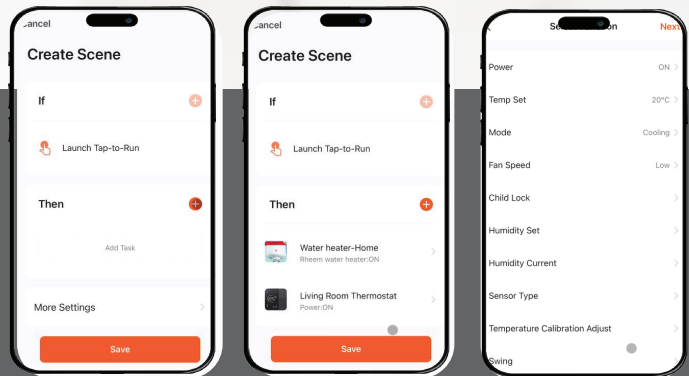 Cancel
Create Scene
If
Launch Tap-to-Run
Then
Add Task
More Settings
Save
Cancel
Create Scene
If
Launch Tap-to-Run
Then
Water heater-Home
Rheem water heater:ON
Living Room Thermostat
Power:ON
Save
Next
Power ON
Temp Set 20°C
Mode Cooling
Fan Speed Low
Child Lock
Humidity Set
Humidity Current
Sensor Type
Temperature Calibration Adjust
Swing